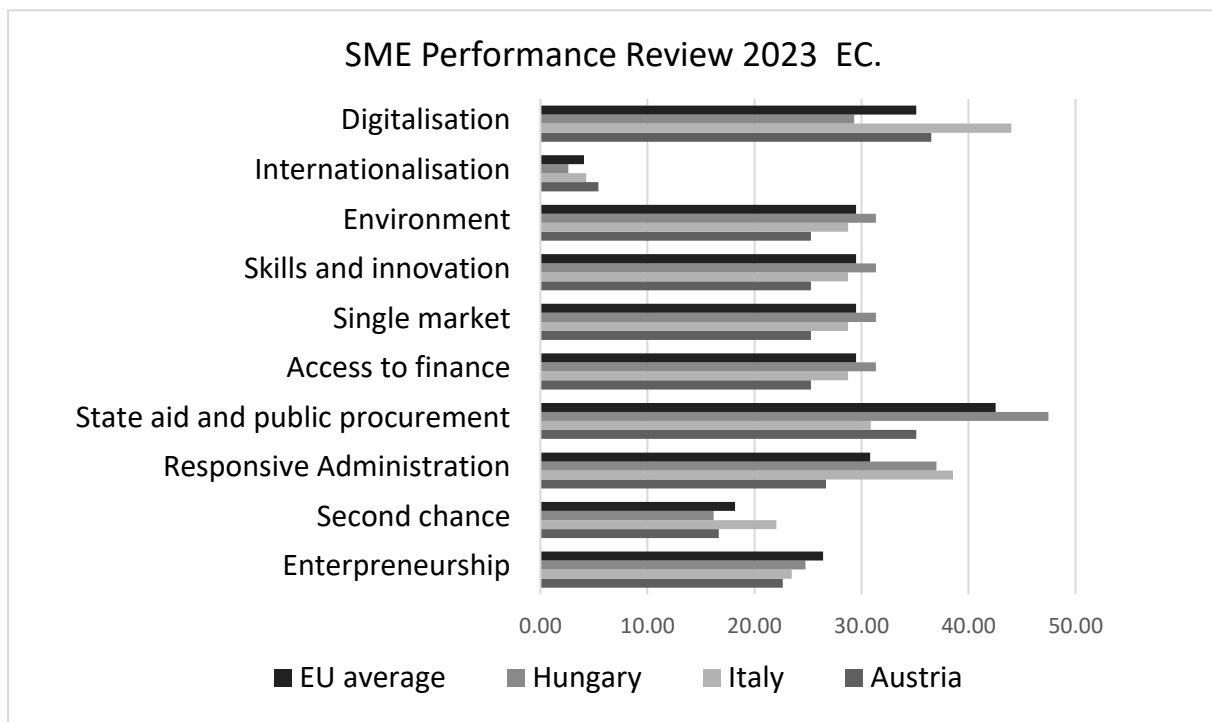 SME Performance Review 2023 EC.
Digitalisation
Internationalisation
Environment
Skills and innovation
Single market
Access to finance
State aid and public procurement
Responsive Administration
Second chance
Enterpreneurship
0.00 10.00 20.00 30.00 40.00 50.00
EU average Hungary Italy Austria